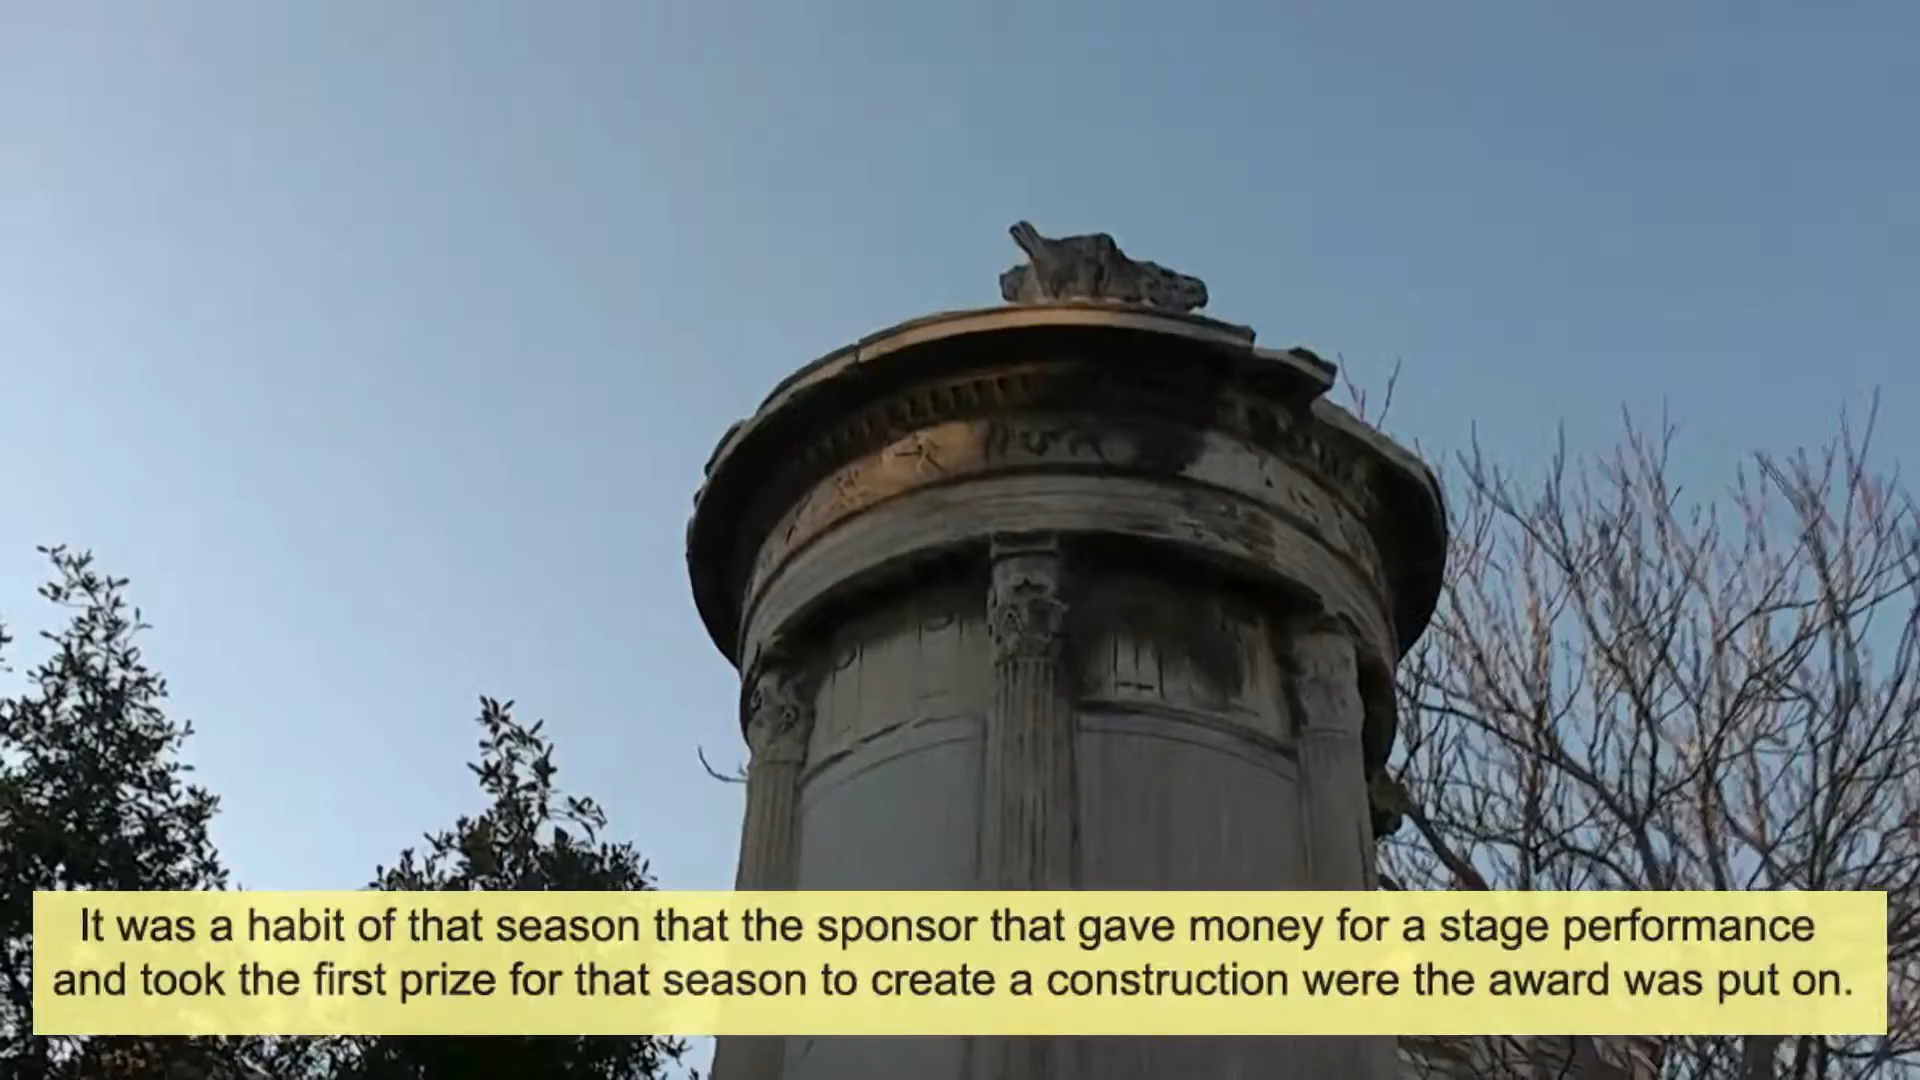 It was a habit of that season that the sponsor that gave money for a stage performance
and took the first prize for that season to create a construction were the award was put on.